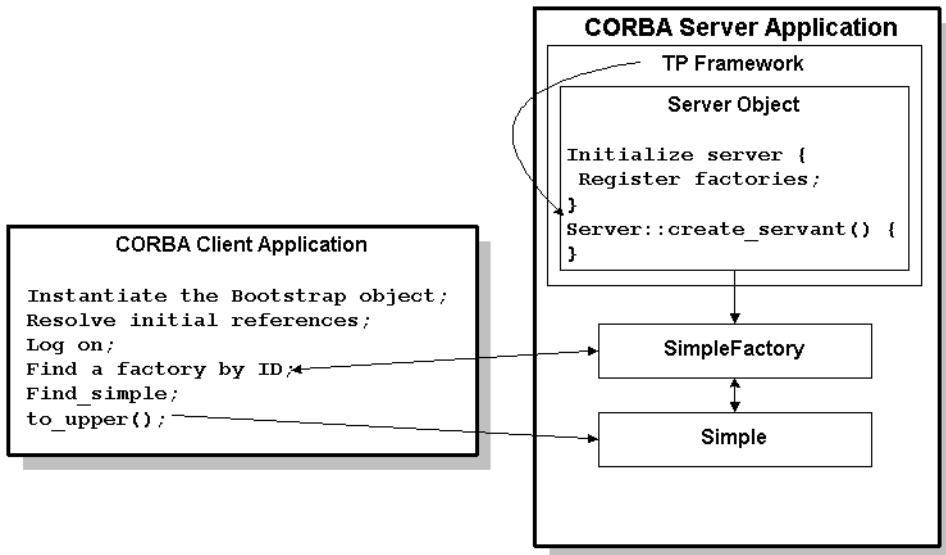 CORBA Server Application
TP Framework
Server Object
Initialize server {
Register factories;
}
Server::create_servant() {
}
CORBA Client Application
Instantiate the Bootstrap object;
Resolve initial references;
Log on;
Find a factory by ID;
Find_simple;
to_upper();
SimpleFactory
Simple